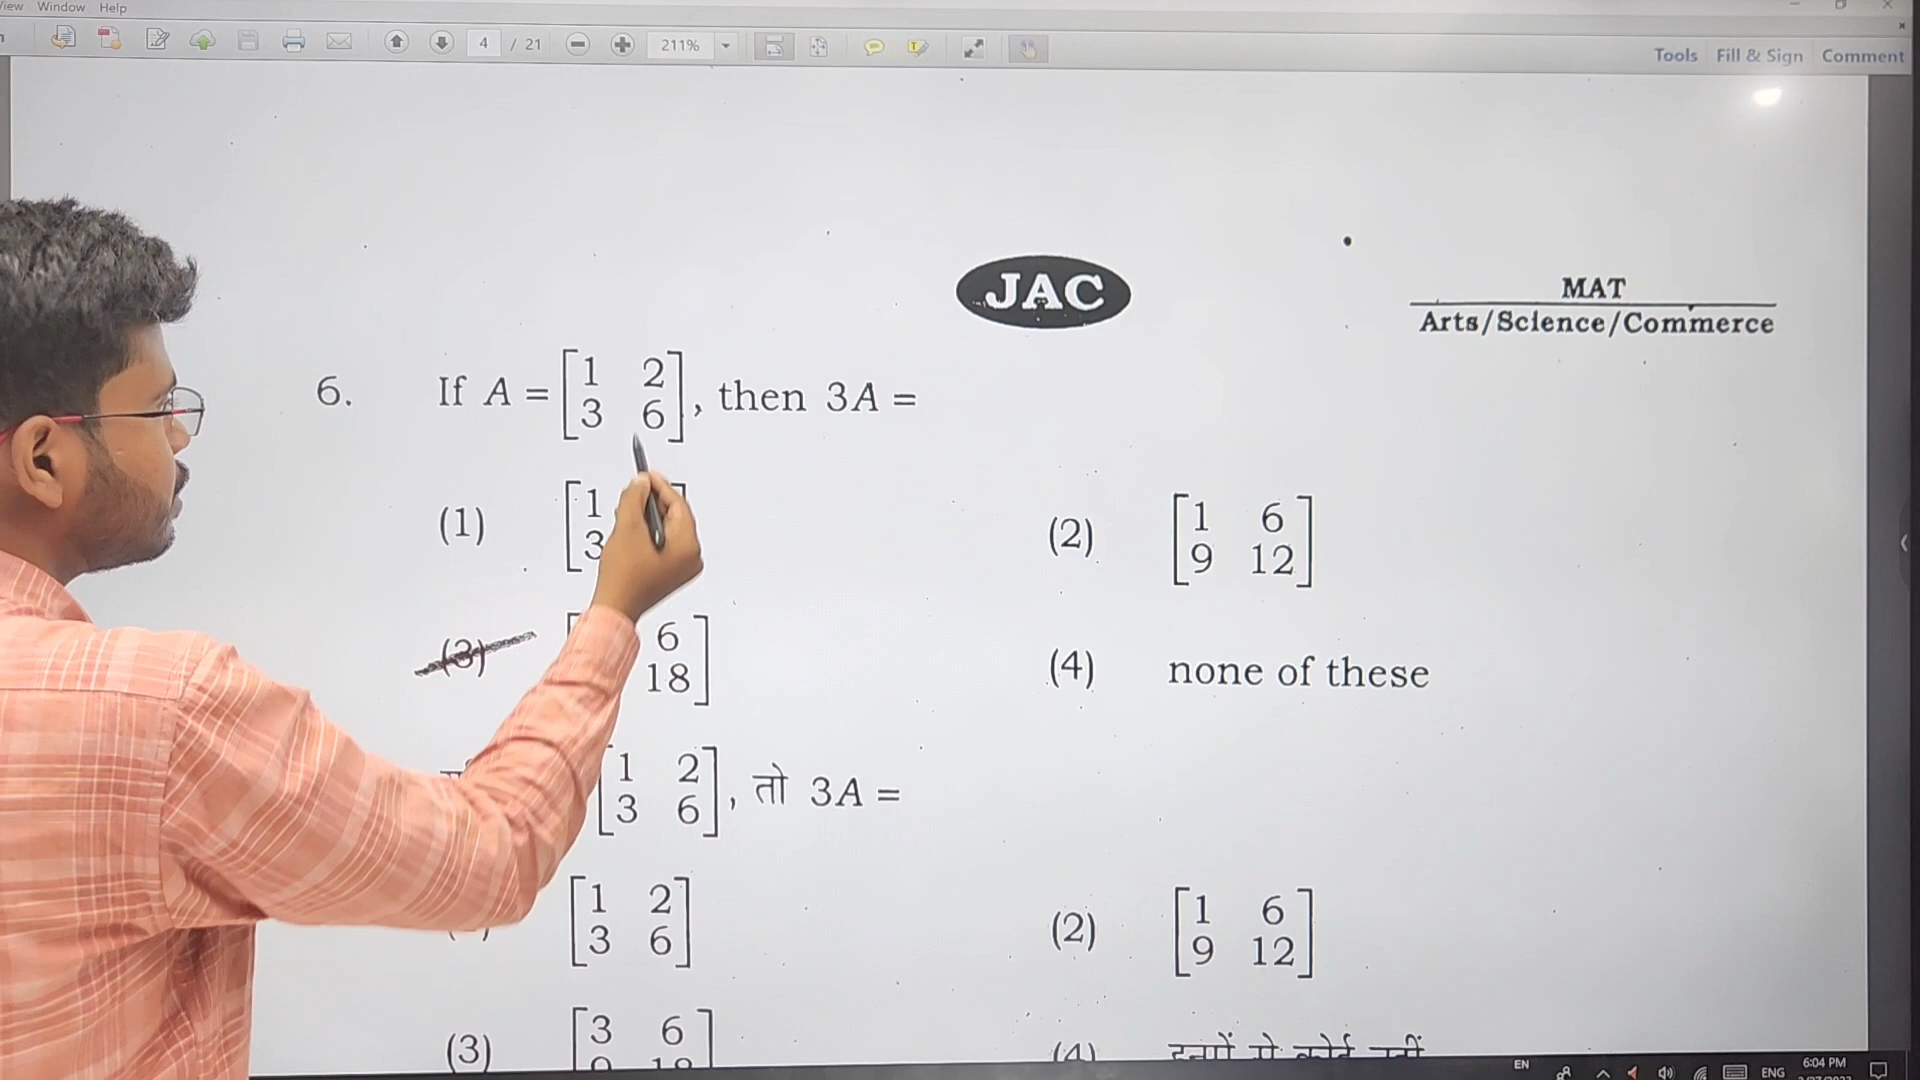 View Window Help
4 / 21 211% Tools Fill & Sign Comment
JAC
MAT
Arts/Science/Commerce
6. If A = [1 2
3 6], then 3A =
(1) [1
3
(2) [1 6
9 12]
(3) 6
18]
(4) none of these
[1 2
3 6], तो 3A =
[1 2
3 6]
(2) [1 6
9 12]
(3) [3 6
(4)
EN ENG 6:04 PM